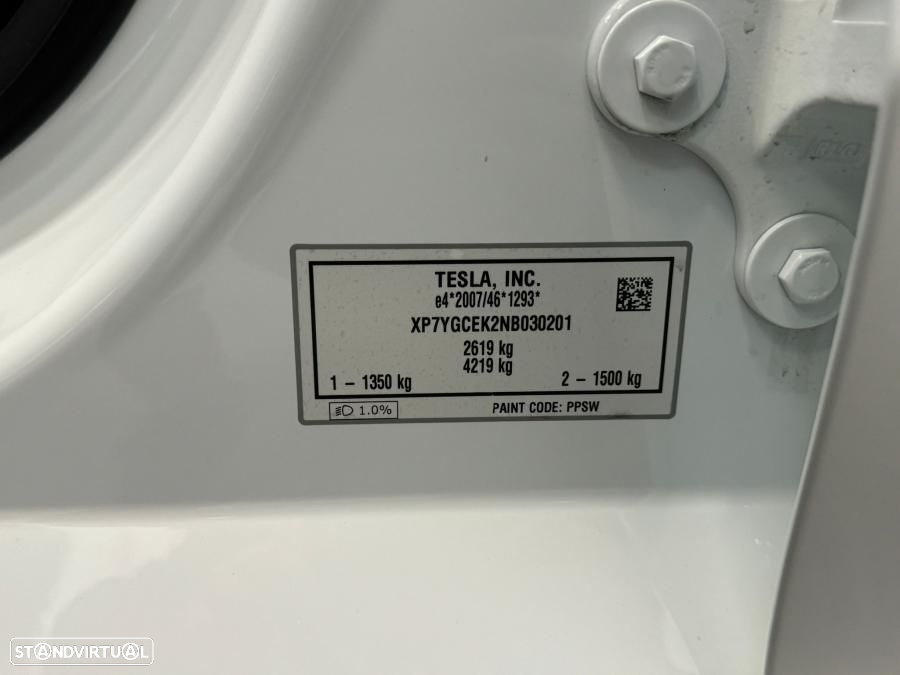 TESLA, INC.
e4*2007/46*1293*
XP7YGCEK2NB030201
2619 kg
4219 kg
1 - 1350 kg 2 - 1500 kg
1.0% PAINT CODE: PPSW
STANDVIRTUAL